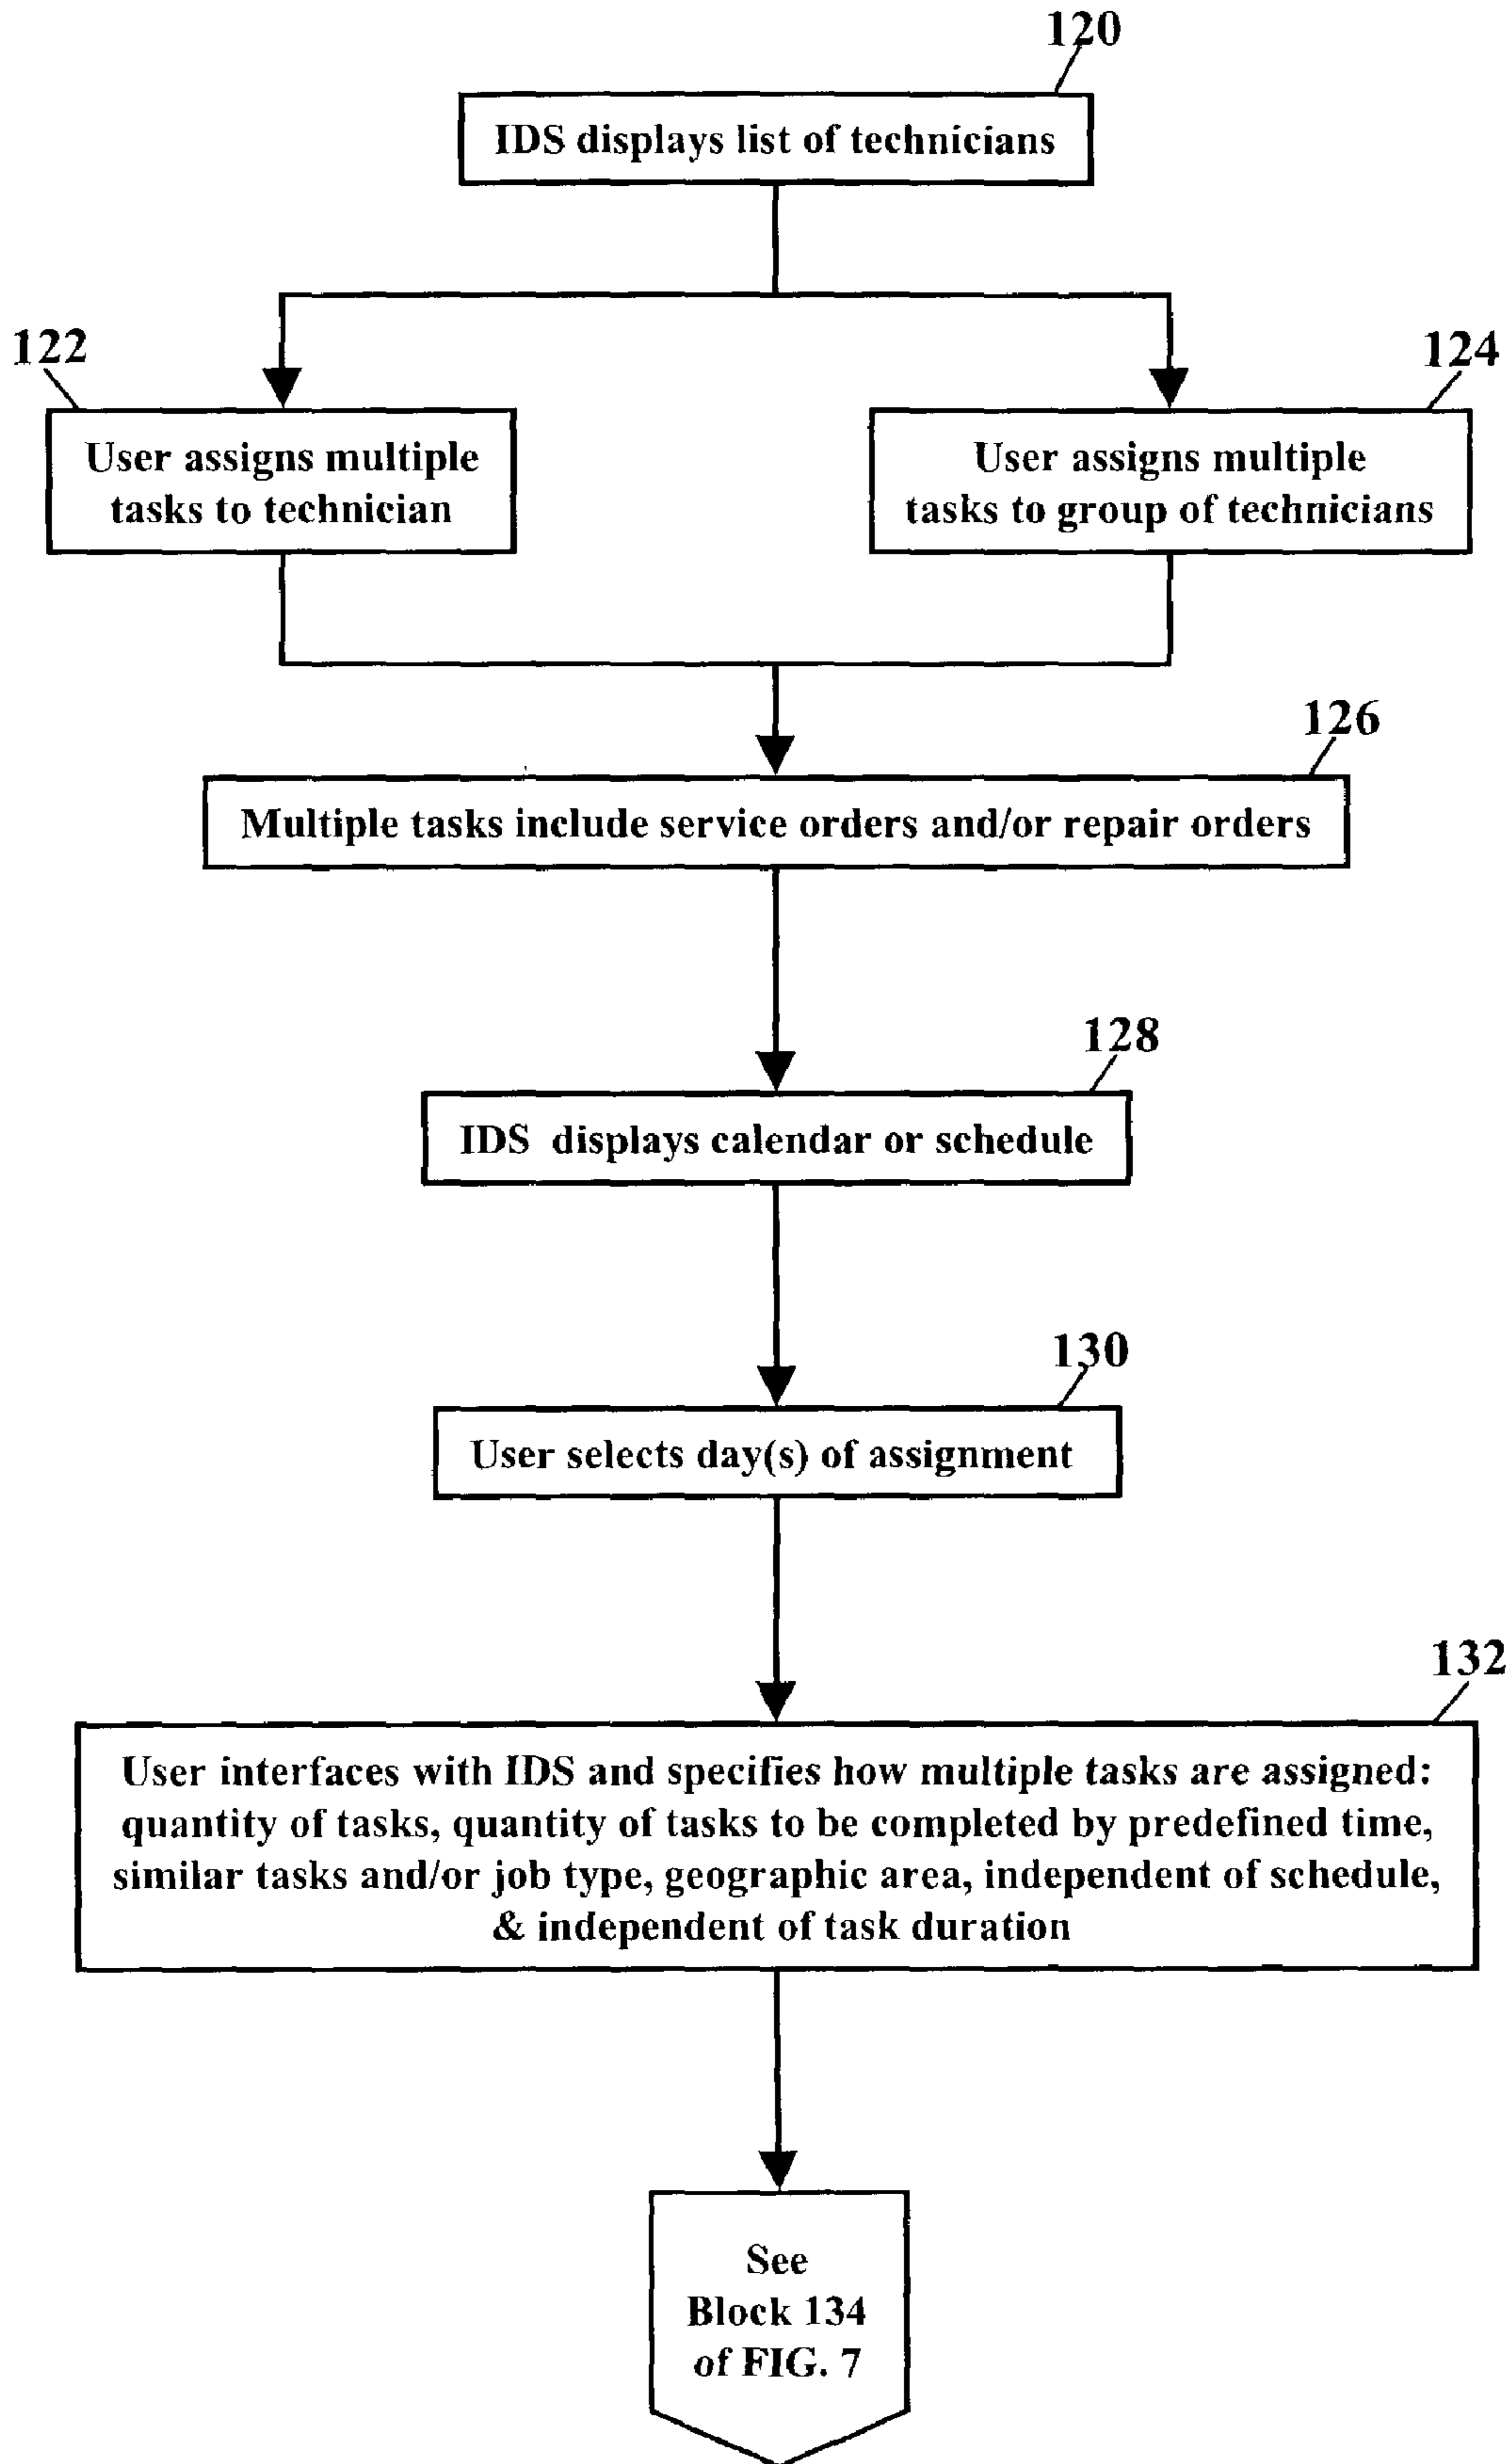 120
IDS displays list of technicians
122
124
User assigns multiple
tasks to technician
User assigns multiple
tasks to group of technicians
126
Multiple tasks include service orders and/or repair orders
128
IDS displays calendar or schedule
130
User selects day(s) of assignment
132
User interfaces with IDS and specifies how multiple tasks are assigned:
quantity of tasks, quantity of tasks to be completed by predefined time,
similar tasks and/or job type, geographic area, independent of schedule,
& independent of task duration
See
Block 134
of FIG. 7